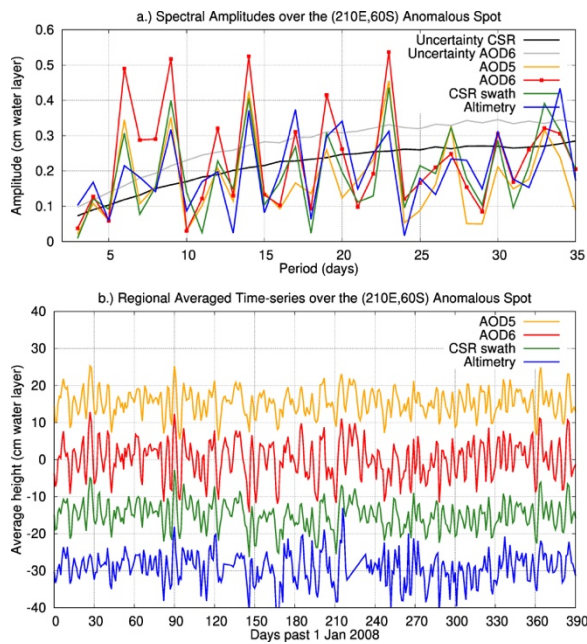 a.) Spectral Amplitudes over the (210E,60S) Anomalous Spot
Amplitude (cm water layer)
0.6
0.5
0.4
0.3
0.2
0.1
0
Uncertainty CSR
Uncertainty AOD6
AOD5
AOD6
CSR swath
Altimetry
5 10 15 20 25 30 35
Period (days)
b.) Regional Averaged Time-series over the (210E,60S) Anomalous Spot
Average height (cm water layer)
40
30
20
10
0
-10
-20
-30
-40
AOD5
AOD6
CSR swath
Altimetry
0 30 60 90 120 150 180 210 240 270 300 330 360 390
Days past 1 Jan 2008